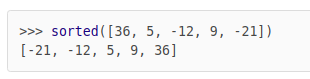 >>> sorted([36, 5, -12, 9, -21])
[-21, -12, 5, 9, 36]